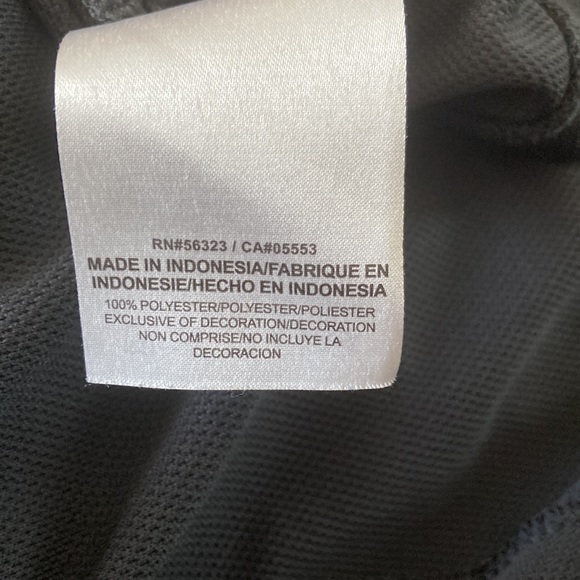 RN#56323 / CA#05553
MADE IN INDONESIA/FABRIQUE EN
INDONESIE/HECHO EN INDONESIA
100% POLYESTER/POLYESTER/POLIESTER
EXCLUSIVE OF DECORATION/DECORATION
NON COMPRISE/NO INCLUYE LA
DECORACION